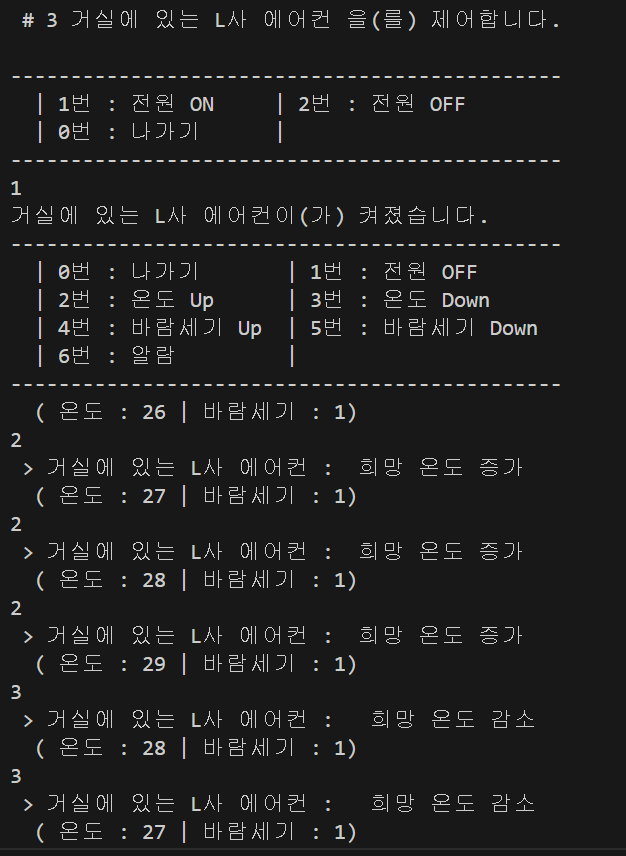 # 3 거실에 있는 L사 에어컨 을(를) 제어합니다.
----------------------------------------------
| 1번 : 전원 ON     | 2번 : 전원 OFF
| 0번 : 나가기      |
----------------------------------------------
1
거실에 있는 L사 에어컨이(가) 켜졌습니다.
----------------------------------------------
| 0번 : 나가기       | 1번 : 전원 OFF
| 2번 : 온도 Up      | 3번 : 온도 Down
| 4번 : 바람세기 Up  | 5번 : 바람세기 Down
| 6번 : 알람         |
----------------------------------------------
( 온도 : 26 | 바람세기 : 1)
2
> 거실에 있는 L사 에어컨 :  희망 온도 증가
( 온도 : 27 | 바람세기 : 1)
2
> 거실에 있는 L사 에어컨 :  희망 온도 증가
( 온도 : 28 | 바람세기 : 1)
2
> 거실에 있는 L사 에어컨 :  희망 온도 증가
( 온도 : 29 | 바람세기 : 1)
3
> 거실에 있는 L사 에어컨 :   희망 온도 감소
( 온도 : 28 | 바람세기 : 1)
3
> 거실에 있는 L사 에어컨 :   희망 온도 감소
( 온도 : 27 | 바람세기 : 1)